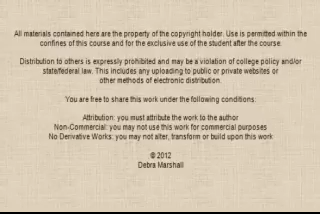 All materials contained here are the property of the copyright holder. Use is permitted within the
confines of this course and for the exclusive use of the student after the course.
Distribution to others is expressly prohibited and may be a violation of college policy and/or
state/federal law. This includes any uploading to public or private websites or
other methods of electronic distribution.
You are free to share this work under the following conditions:
Attribution: you must attribute the work to the author
Non-Commercial: you may not use this work for commercial purposes
No Derivative Works: you may not alter, transform or build upon this work
© 2012
Debra Marshall